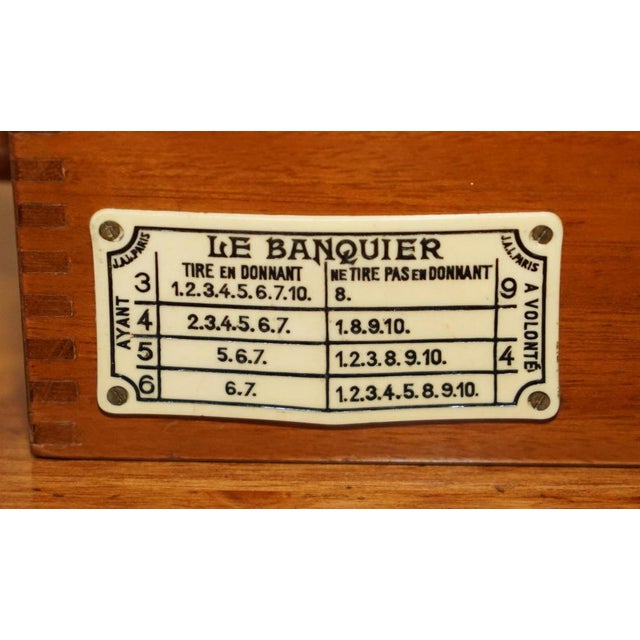 LE BANQUIER
J.A.L. PARIS
J.A.L. PARIS
TIRE EN DONNANT NE TIRE PAS EN DONNANT
AYANT
3 1.2.3.4.5.6.7.10. 8. 9
4 2.3.4.5.6.7. 1.8.9.10.
5 5.6.7. 1.2.3.8.9.10. 4
6 6.7. 1.2.3.4.5.8.9.10.
A VOLONTÉ